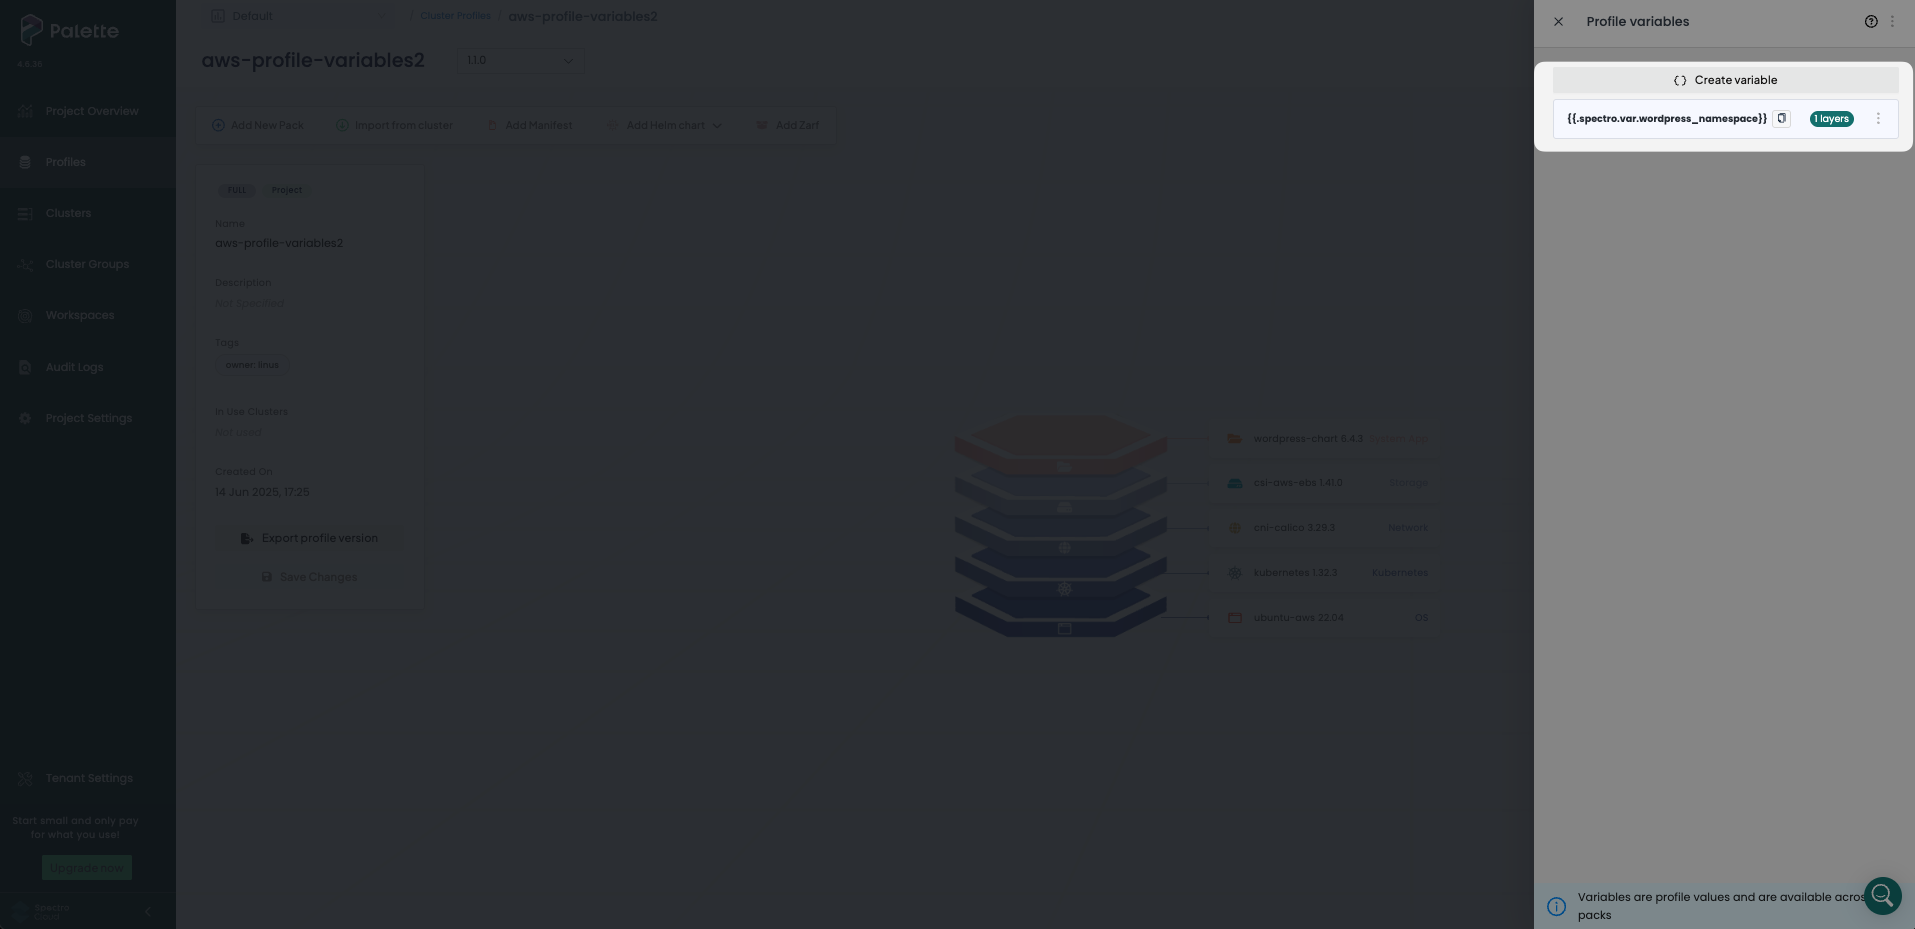 Palette
4.6.35
Project Overview
Profiles
Clusters
Cluster Groups
Workspaces
Audit Logs
Project Settings
Tenant Settings
Start small and only pay
for what you use!
Upgrade now
Spectro
Cloud
Default
/ Cluster Profiles / aws-profile-variables2
aws-profile-variables2
1.1.0
Add New Pack
Import from cluster
Add Manifest
Add Helm chart
Add Zarf
FULL
Project
Name
aws-profile-variables2
Description
Not Specified
Tags
owner: linus
In Use Clusters
Not used
Created On
14 Jun 2025, 17:25
Export profile version
Save Changes
wordpress-chart 6.4.3 System App
csi-aws-ebs 1.41.0 Storage
cni-calico 3.29.3 Network
kubernetes 1.32.3 Kubernetes
ubuntu-aws 22.04 OS
Profile variables
Create variable
{{.spectro.var.wordpress_namespace}}
1 layers
Variables are profile values and are available acros
packs